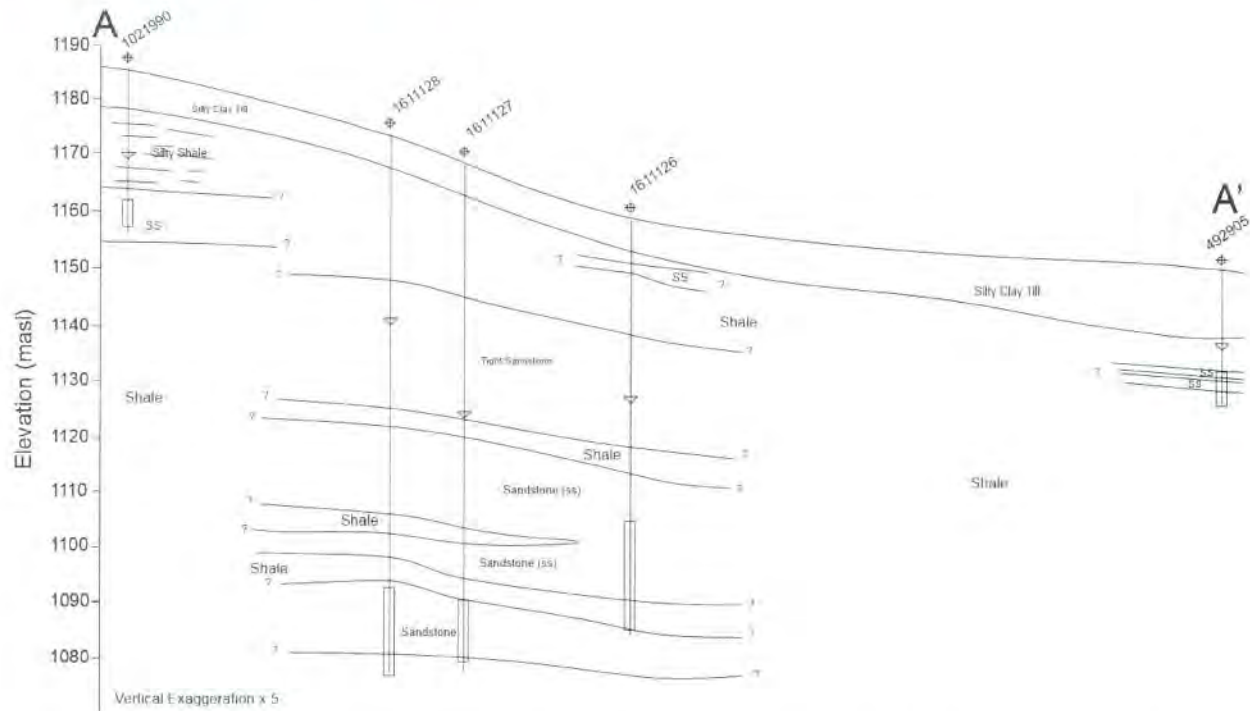 A
1021990
1190
1611128
1611127
1180
Silty Clay Till
1170
Silty Shale
1611126
A'
1160
?
SS
492905
?
1150
?
?
SS
?
Silty Clay Till
Shale
1140
?
Tight Sandstone
SS
?
SS
1130
Elevation (masl)
Shale
?
?
1120
Shale
?
?
Shale
1110
Sandstone (ss)
?
Shale
?
1100
Sandstone (ss)
Shale
?
1090
?
Sandstone
?
1080
?
?
Vertical Exaggeration x 5